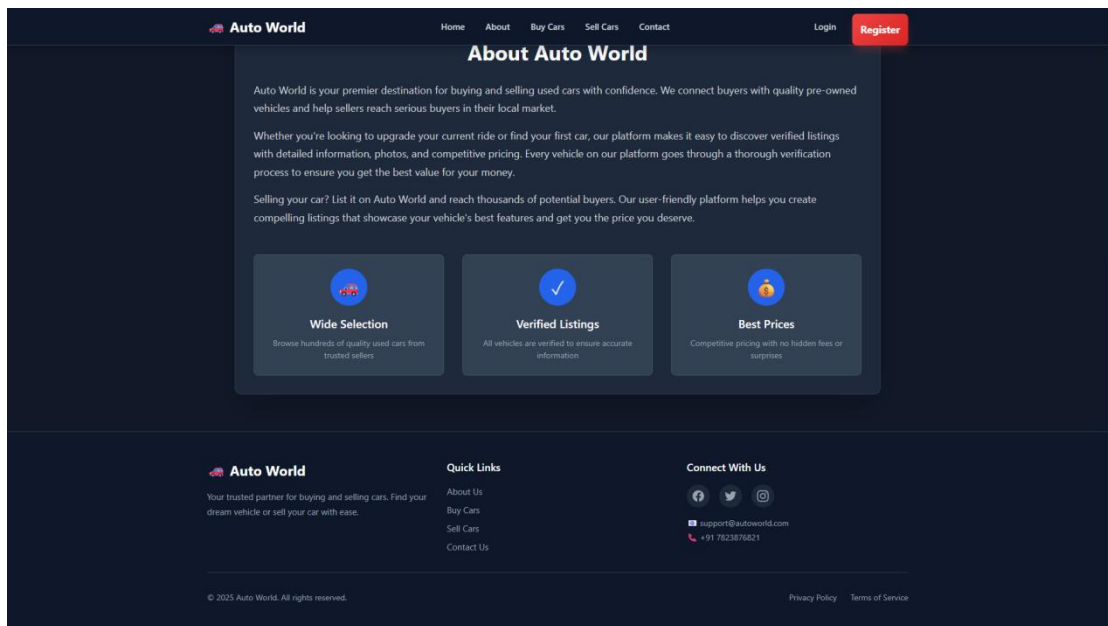 Auto World
Home About Buy Cars Sell Cars Contact
Login Register
About Auto World
Auto World is your premier destination for buying and selling used cars with confidence. We connect buyers with quality pre-owned
vehicles and help sellers reach serious buyers in their local market.
Whether you're looking to upgrade your current ride or find your first car, our platform makes it easy to discover verified listings
with detailed information, photos, and competitive pricing. Every vehicle on our platform goes through a thorough verification
process to ensure you get the best value for your money.
Selling your car? List it on Auto World and reach thousands of potential buyers. Our user-friendly platform helps you create
compelling listings that showcase your vehicle's best features and get you the price you deserve.
Wide Selection
Browse hundreds of quality used cars from
trusted sellers
Verified Listings
All vehicles are verified to ensure accurate
information
Best Prices
Competitive pricing with no hidden fees or
surprises
Auto World
Your trusted partner for buying and selling cars. Find your
dream vehicle or sell your car with ease.
Quick Links
About Us
Buy Cars
Sell Cars
Contact Us
Connect With Us
support@autoworld.com
+91 7823876821
© 2025 Auto World. All rights reserved.
Privacy Policy Terms of Service